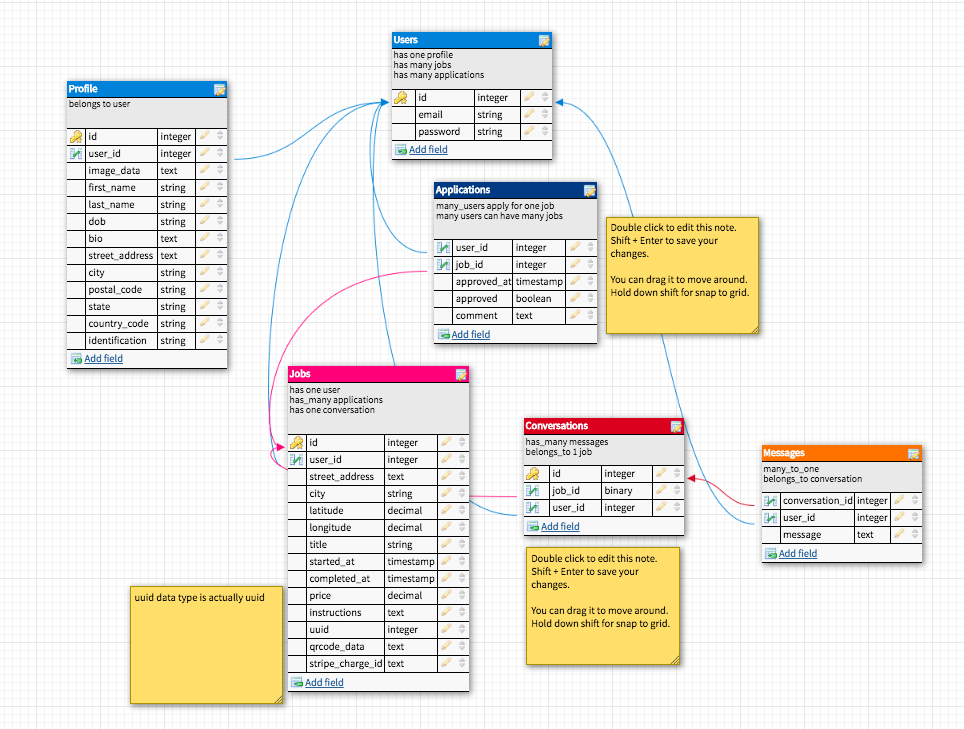 Users
has one profile
has many jobs
has many applications
id integer
email string
password string
Add field
Profile
belongs to user
id integer
user_id integer
image_data text
first_name string
last_name string
dob string
bio text
street_address text
city string
postal_code string
state string
country_code string
identification string
Add field
Applications
many_users apply for one job
many users can have many jobs
user_id integer
job_id integer
approved_at timestamp
approved boolean
comment text
Add field
Double click to edit this note.
Shift + Enter to save your
changes.
You can drag it to move around.
Hold down shift for snap to grid.
Jobs
has one user
has_many applications
has one conversation
id integer
user_id integer
street_address text
city string
latitude decimal
longitude decimal
title string
started_at timestamp
completed_at timestamp
price decimal
instructions text
uuid integer
qrcode_data text
stripe_charge_id text
Add field
Conversations
has_many messages
belongs_to 1 job
id integer
job_id binary
user_id integer
Add field
Messages
many_to_one
belongs_to conversation
conversation_id integer
user_id integer
message text
Add field
Double click to edit this note.
Shift + Enter to save your
changes.
You can drag it to move around.
Hold down shift for snap to grid.
uuid data type is actually uuid